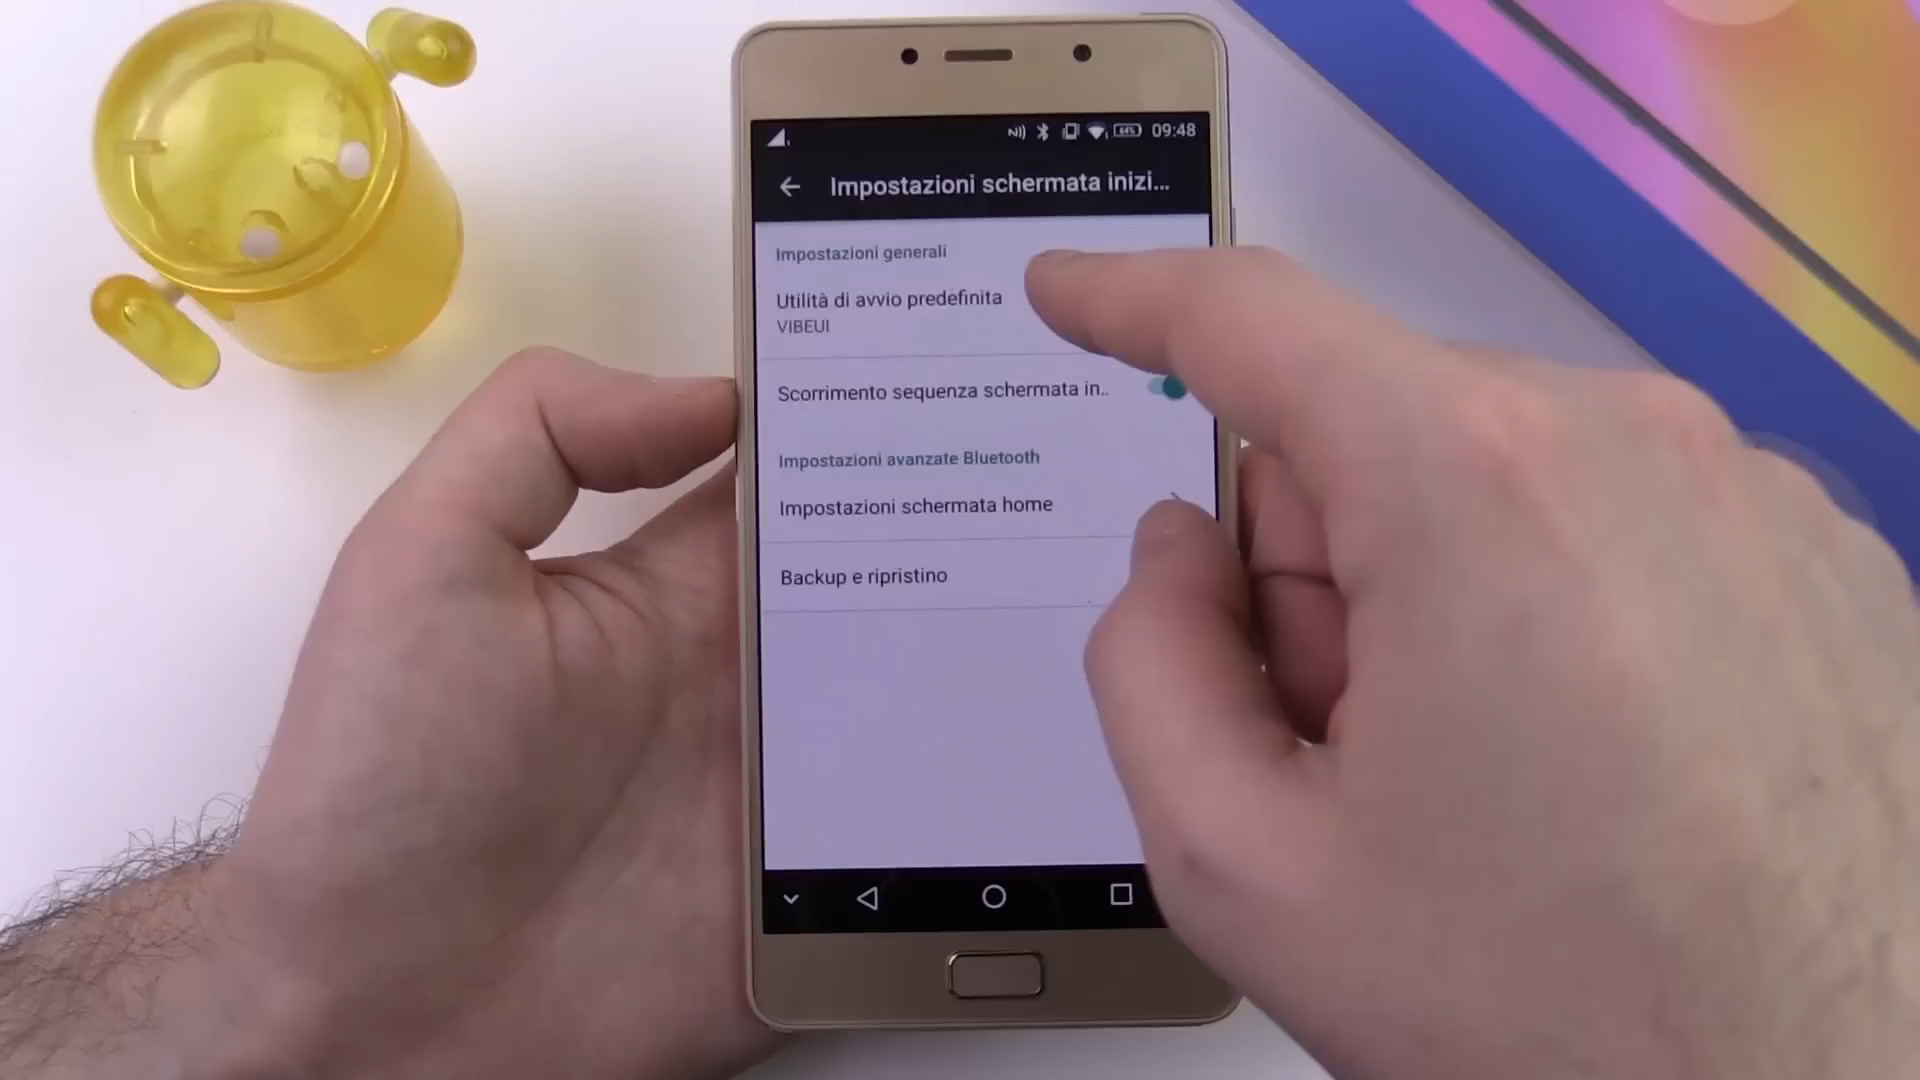 84% 09:48
Impostazioni schermata inizi...
Impostazioni generali
Utilità di avvio predefinita
VIBEUI
Scorrimento sequenza schermata in..
Impostazioni avanzate Bluetooth
Impostazioni schermata home
Backup e ripristino